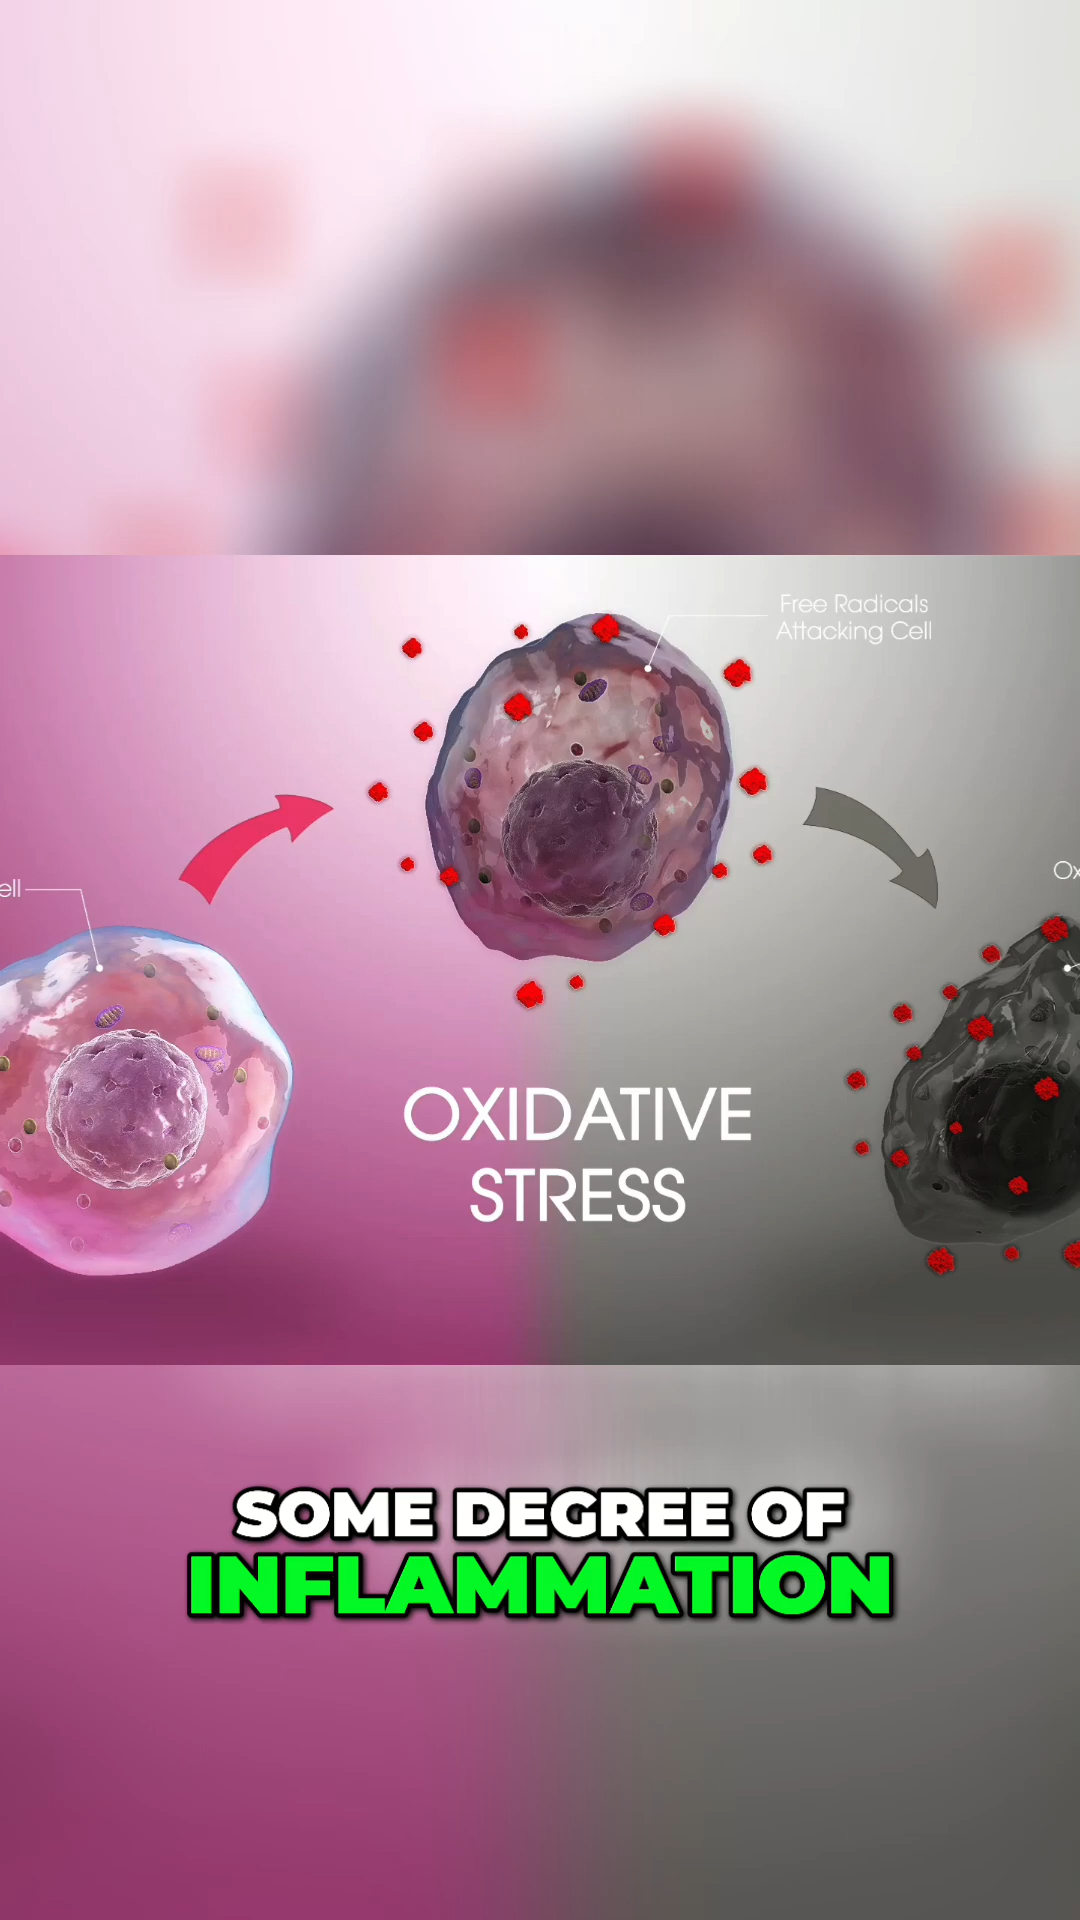 Free Radicals
Attacking Cell
OXIDATIVE
STRESS
SOME DEGREE OF
INFLAMMATION